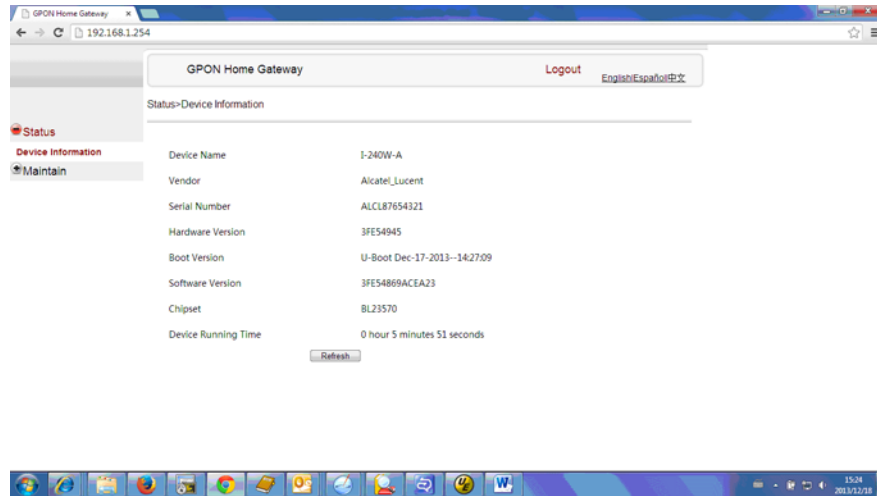 GPON Home Gateway
192.168.1.254
GPON Home Gateway Logout English|Español|中文
Status>Device Information
Status
Device Information
Maintain
Device Name I-240W-A
Vendor Alcatel_Lucent
Serial Number ALCL87654321
Hardware Version 3FE54945
Boot Version U-Boot Dec-17-2013--14:27:09
Software Version 3FE54869ACEA23
Chipset BL23570
Device Running Time 0 hour 5 minutes 51 seconds
Refresh
15:24
2013/12/18